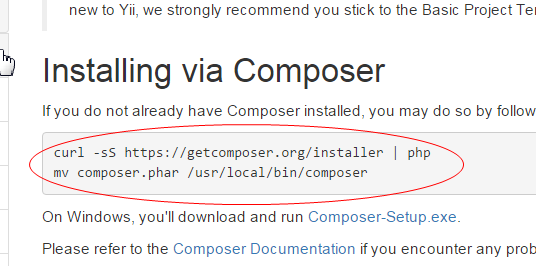 new to Yii, we strongly recommend you stick to the Basic Project
Installing via Composer
If you do not already have Composer installed, you may do so by
curl -sS https://getcomposer.org/installer | php
mv composer.phar /usr/local/bin/composer
On Windows, you'll download and run Composer-Setup.exe.
Please refer to the Composer Documentation if you encounter any